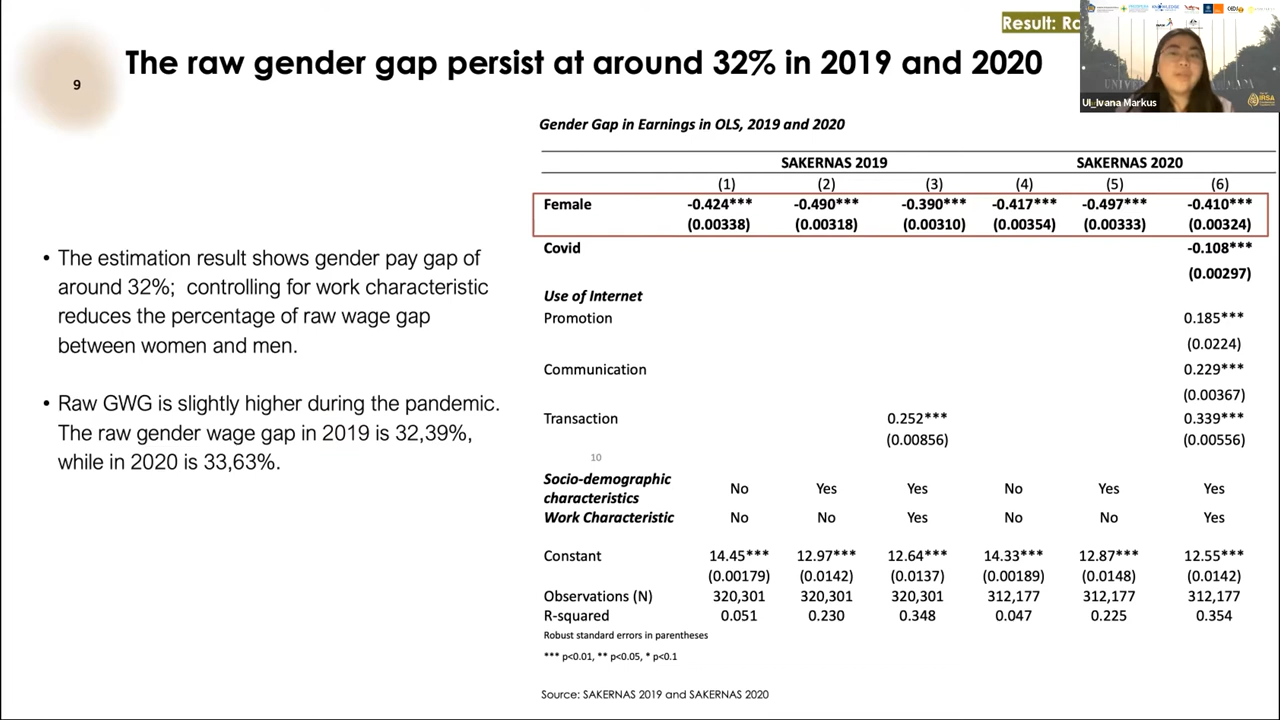 Result: Ra
The raw gender gap persist at around 32% in 2019 and 2020
9
UI_Ivana Markus
• The estimation result shows gender pay gap of
around 32%; controlling for work characteristic
reduces the percentage of raw wage gap
between women and men.
• Raw GWG is slightly higher during the pandemic.
The raw gender wage gap in 2019 is 32,39%,
while in 2020 is 33,63%.
Gender Gap in Earnings in OLS, 2019 and 2020
SAKERNAS 2019 SAKERNAS 2020
(1) (2) (3) (4) (5) (6)
Female -0.424*** -0.490*** -0.390*** -0.417*** -0.497*** -0.410***
(0.00338) (0.00318) (0.00310) (0.00354) (0.00333) (0.00324)
Covid -0.108***
(0.00297)
Use of Internet
Promotion 0.185***
(0.0224)
Communication 0.229***
(0.00367)
Transaction 0.252*** 0.339***
(0.00856) (0.00556)
10
Socio-demographic
characteristics No Yes Yes No Yes Yes
Work Characteristic No No Yes No No Yes
Constant 14.45*** 12.97*** 12.64*** 14.33*** 12.87*** 12.55***
(0.00179) (0.0142) (0.0137) (0.00189) (0.0148) (0.0142)
Observations (N) 320,301 320,301 320,301 312,177 312,177 312,177
R-squared 0.051 0.230 0.348 0.047 0.225 0.354
Robust standard errors in parentheses
*** p<0.01, ** p<0.05, * p<0.1
Source: SAKERNAS 2019 and SAKERNAS 2020